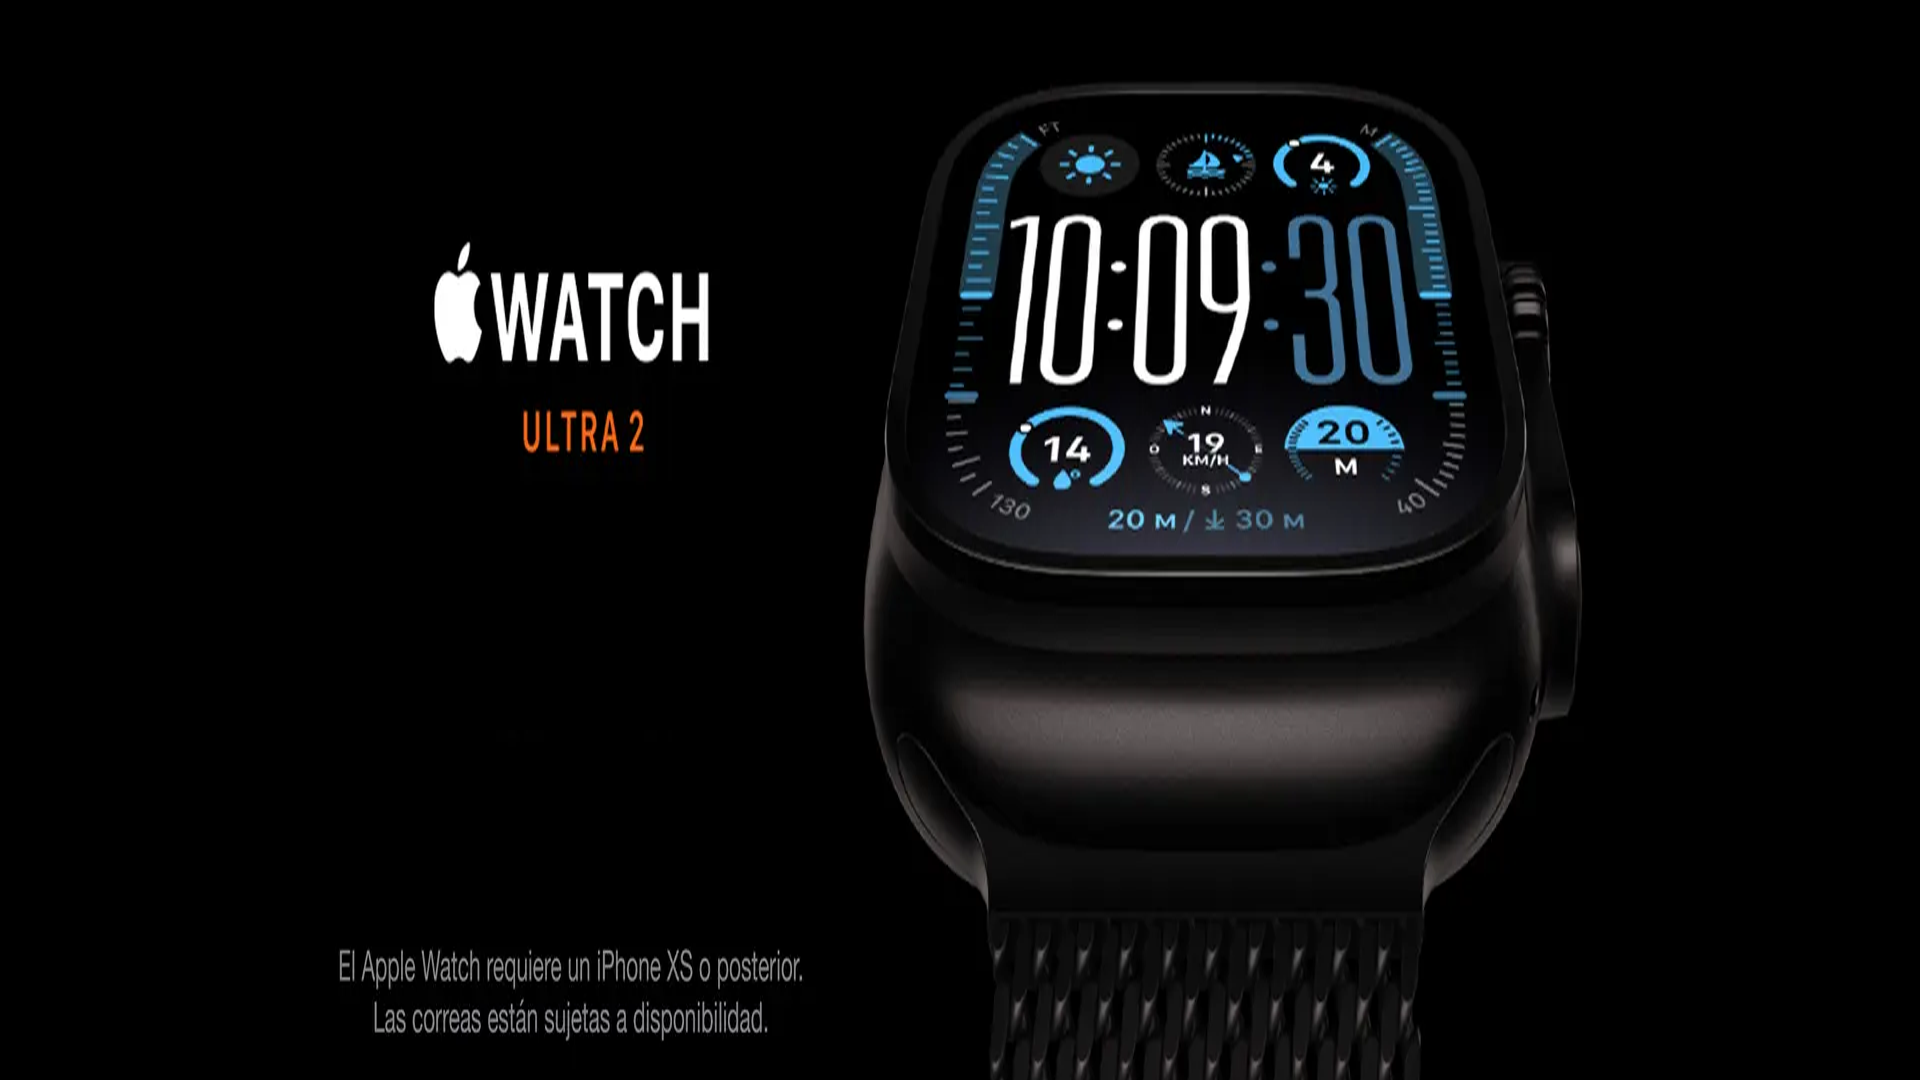 WATCH
ULTRA 2
FT
M
4
10:09:30
14
N
O
E
S
19
KM/H
20
M
130
40
20 M / 30 M
El Apple Watch requiere un iPhone XS o posterior.
Las correas están sujetas a disponibilidad.